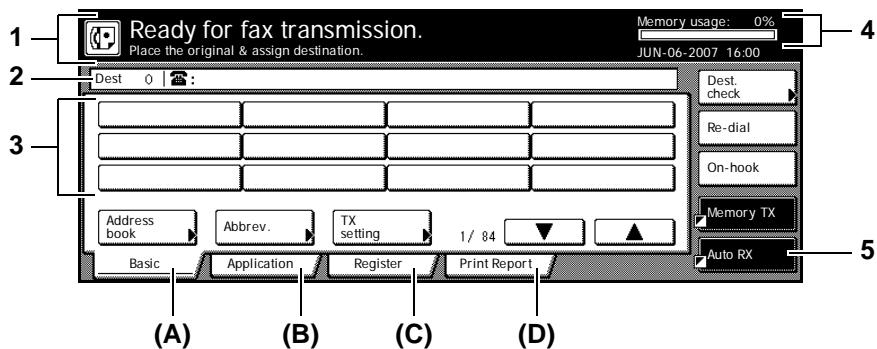 1
Ready for fax transmission.
Place the original & assign destination.
Memory usage: 0%
JUN-06-2007 16:00
4
2
Dest 0 ☎:
Dest.
check
3
Re-dial
On-hook
Address
book
Abbrev.
TX
setting
1/ 84 ▼ ▲
Memory TX
Auto RX
5
Basic Application Register Print Report
(A) (B) (C) (D)